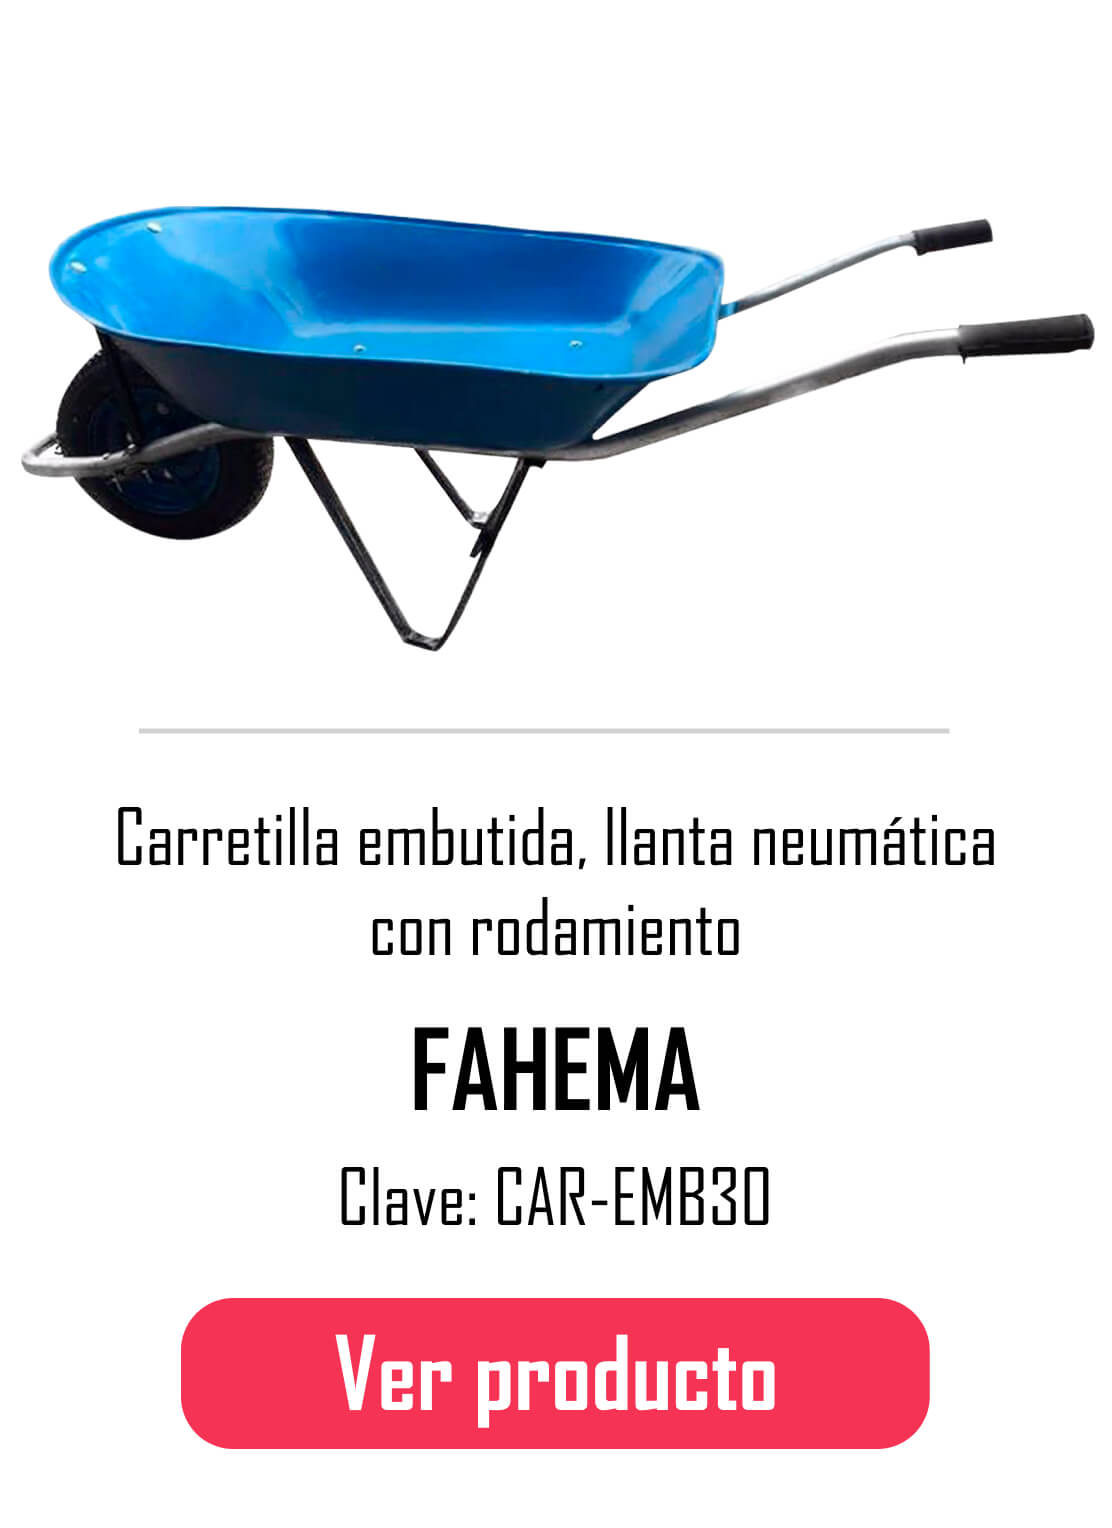 Carretilla embutida, llanta neumática
con rodamiento
FAHEMA
Clave: CAR-EMB30
Ver producto